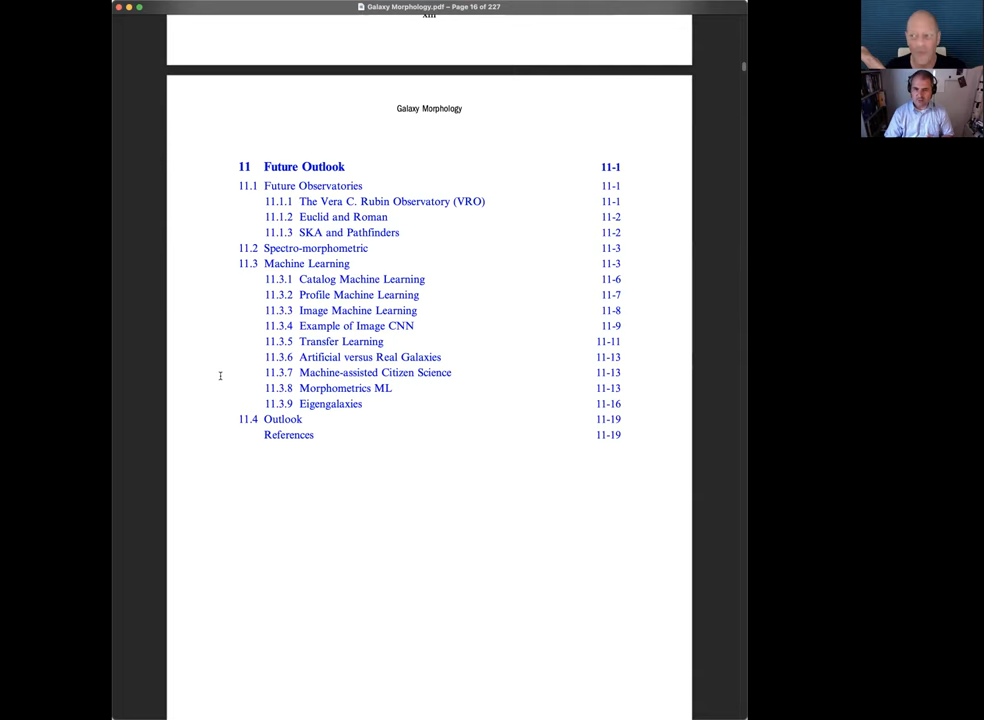 Galaxy Morphology.pdf – Page 16 of 227
xiii
Galaxy Morphology
11 Future Outlook 11-1
11.1 Future Observatories 11-1
11.1.1 The Vera C. Rubin Observatory (VRO) 11-1
11.1.2 Euclid and Roman 11-2
11.1.3 SKA and Pathfinders 11-2
11.2 Spectro-morphometric 11-3
11.3 Machine Learning 11-3
11.3.1 Catalog Machine Learning 11-6
11.3.2 Profile Machine Learning 11-7
11.3.3 Image Machine Learning 11-8
11.3.4 Example of Image CNN 11-9
11.3.5 Transfer Learning 11-11
11.3.6 Artificial versus Real Galaxies 11-13
11.3.7 Machine-assisted Citizen Science 11-13
11.3.8 Morphometrics ML 11-13
11.3.9 Eigengalaxies 11-16
11.4 Outlook 11-19
References 11-19